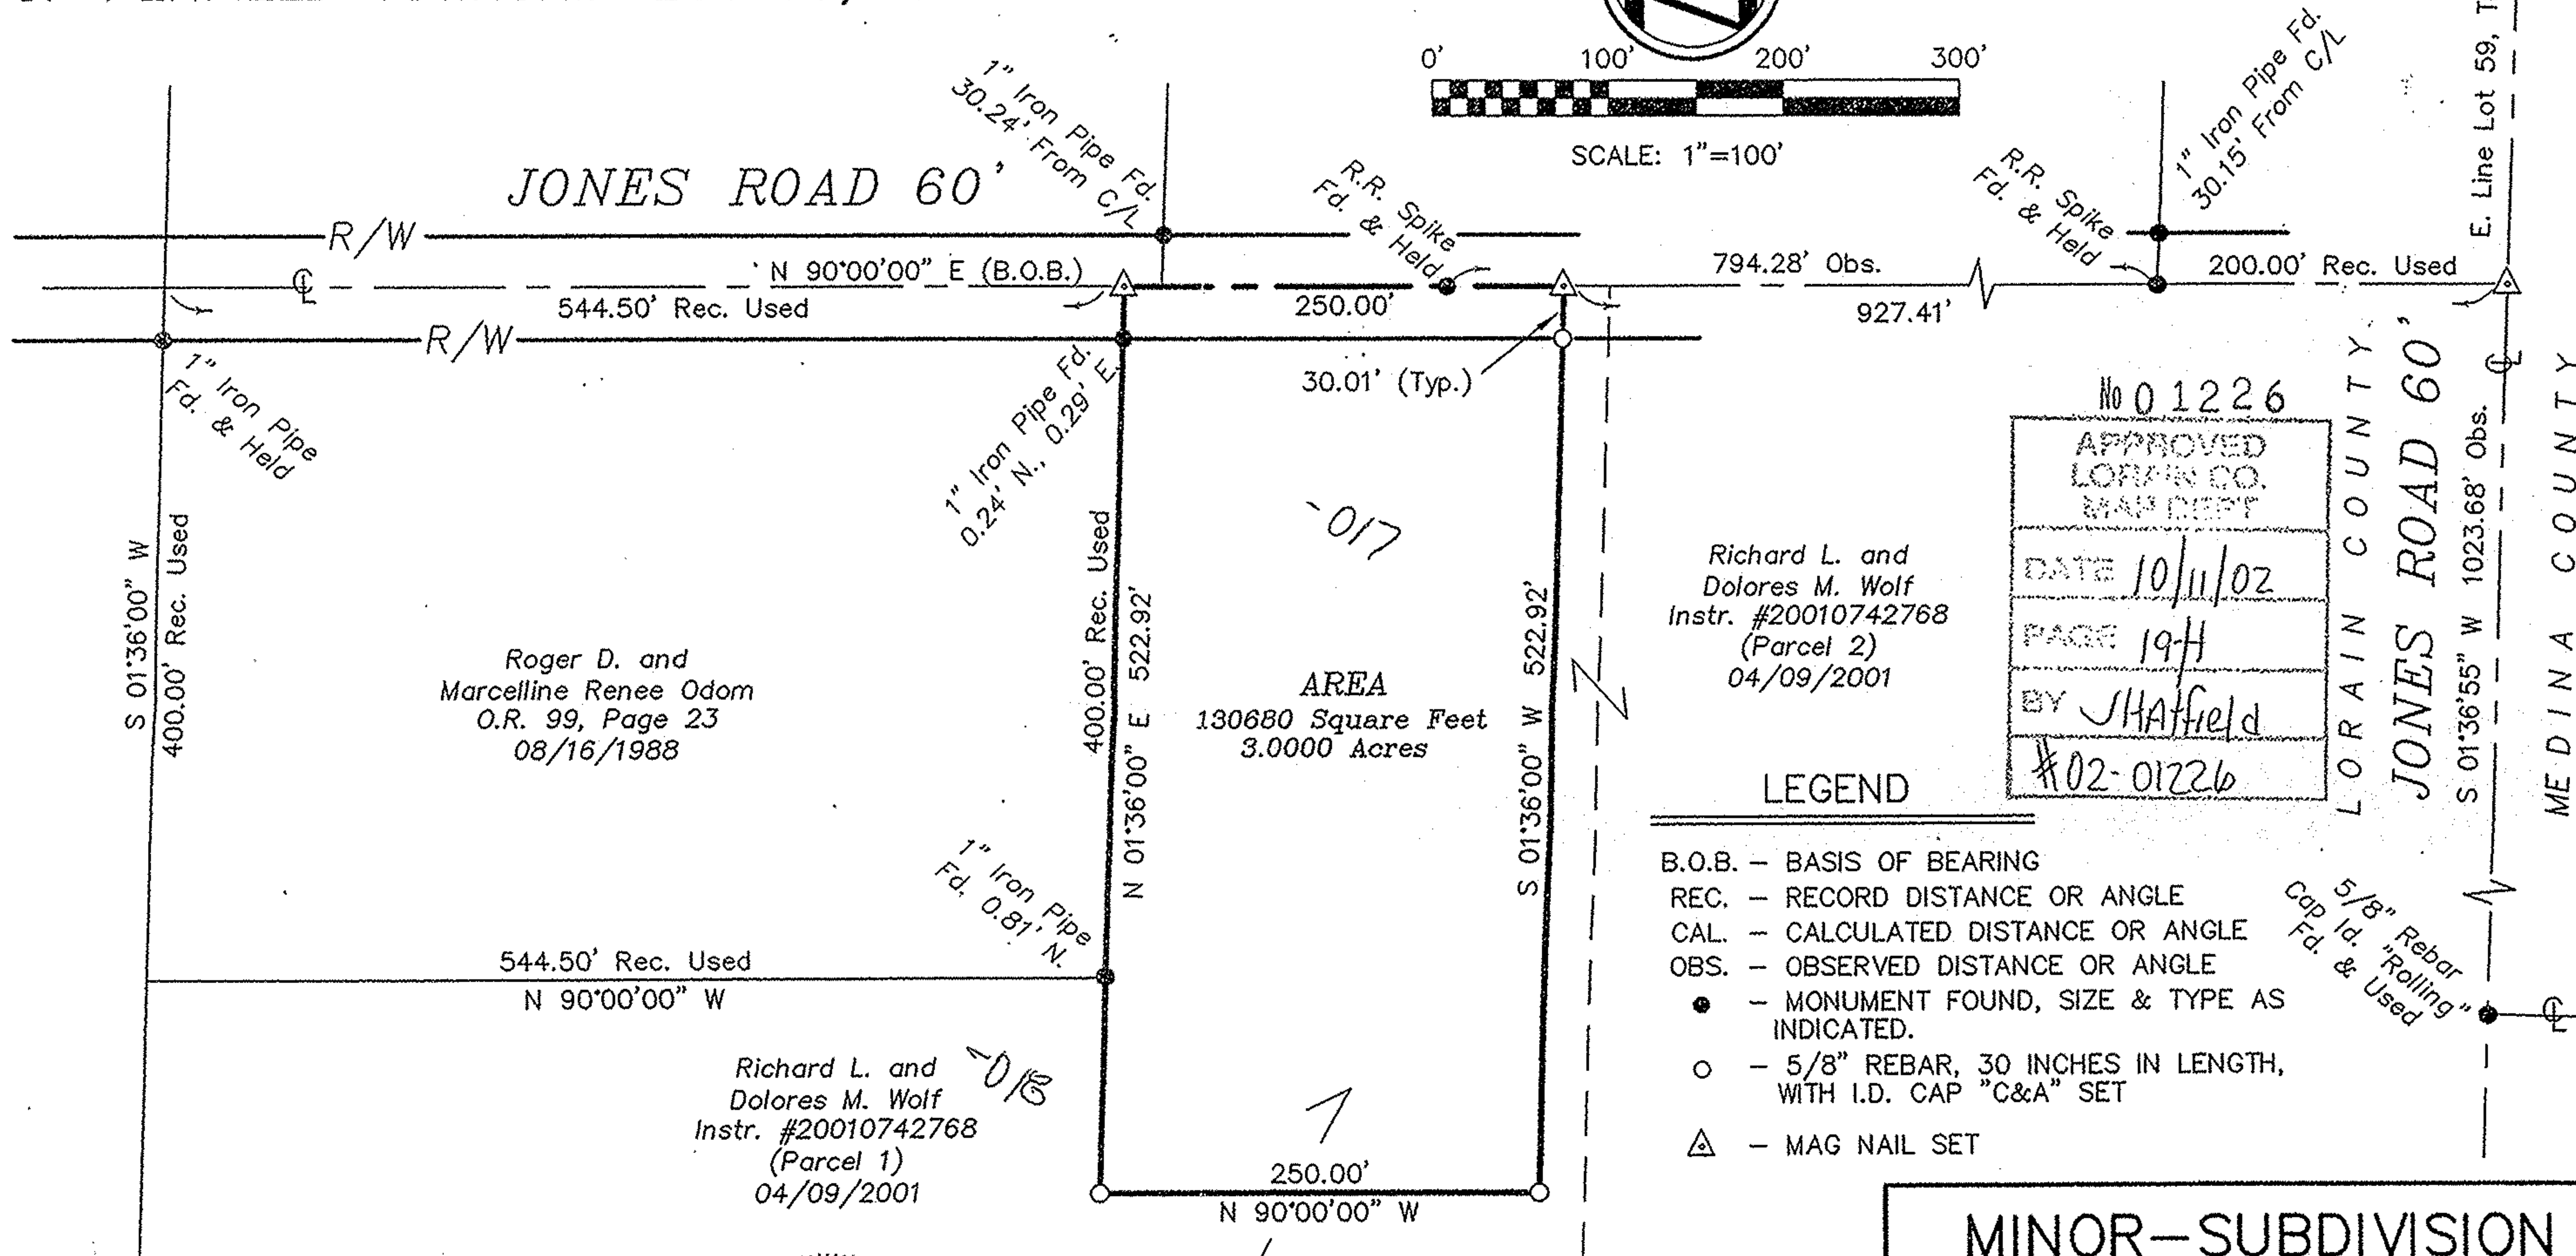 0' 100' 200' 300'
SCALE: 1"=100'
1" Iron Pipe Fd.
30.24' From C/L
R.R. Spike
Fd. & Held
R.R. Spike
Fd. & Held
1" Iron Pipe Fd.
30.15' From C/L
E. Line Lot 59,
JONES ROAD 60'
R/W
N 90°00'00" E (B.O.B.)
544.50' Rec. Used
250.00'
794.28' Obs.
927.41'
200.00' Rec. Used
R/W
1" Iron Pipe
Fd. & Held
1" Iron Pipe Fd.
0.24' N., 0.29' E.
30.01' (Typ.)
S 01°36'00" W
400.00' Rec. Used
Roger D. and
Marcelline Renee Odom
O.R. 99, Page 23
08/16/1988
400.00' Rec. Used
N 01°36'00" E 522.92'
-017
AREA
130680 Square Feet
3.0000 Acres
S 01°36'00" W 522.92'
Richard L. and
Dolores M. Wolf
Instr. #20010742768
(Parcel 2)
04/09/2001
No 01226
APPROVED
LORAIN CO.
MAP DEPT
DATE 10/11/02
PAGE 19-H
BY JHAtfield
#02-01226
LORAIN COUNTY
JONES ROAD 60'
S 01°36'55" W 1023.68' Obs.
MEDINA COUNTY
1" Iron Pipe
Fd. 0.81' N.
544.50' Rec. Used
N 90°00'00" W
Richard L. and
Dolores M. Wolf
Instr. #20010742768
(Parcel 1)
04/09/2001
250.00'
N 90°00'00" W
LEGEND
B.O.B. – BASIS OF BEARING
REC. – RECORD DISTANCE OR ANGLE
CAL. – CALCULATED DISTANCE OR ANGLE
OBS. – OBSERVED DISTANCE OR ANGLE
– MONUMENT FOUND, SIZE & TYPE AS
INDICATED.
– 5/8" REBAR, 30 INCHES IN LENGTH,
WITH I.D. CAP "C&A" SET
– MAG NAIL SET
5/8" Rebar
Cap Id. "Rolling"
Fd. & Used
MINOR–SUBDIVISION